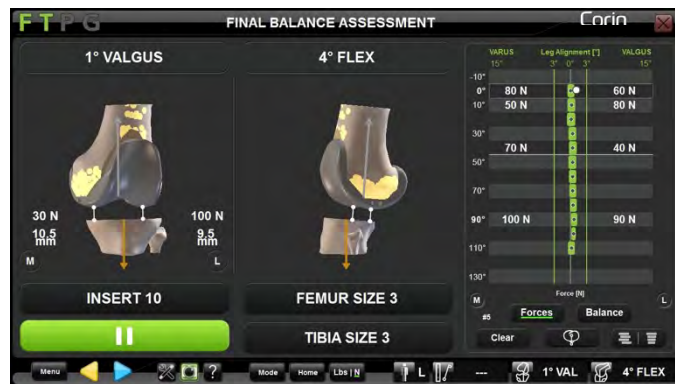 FTPG
FINAL BALANCE ASSESSMENT
Corin
1° VALGUS
4° FLEX
VARUS Leg Alignment [°] VALGUS
15° 3° 0° 3° 15°
-10°
0° 80 N 60 N
10° 50 N 80 N
30°
70 N 40 N
50°
70°
90° 100 N 90 N
110°
130°
30 N 100 N
10.5 mm 9.5 mm
M L
Force [N]
M L
#5 Forces Balance
INSERT 10
FEMUR SIZE 3
TIBIA SIZE 3
Clear
Menu ? Mode Home Lbs | N L --- 1° VAL 4° FLEX